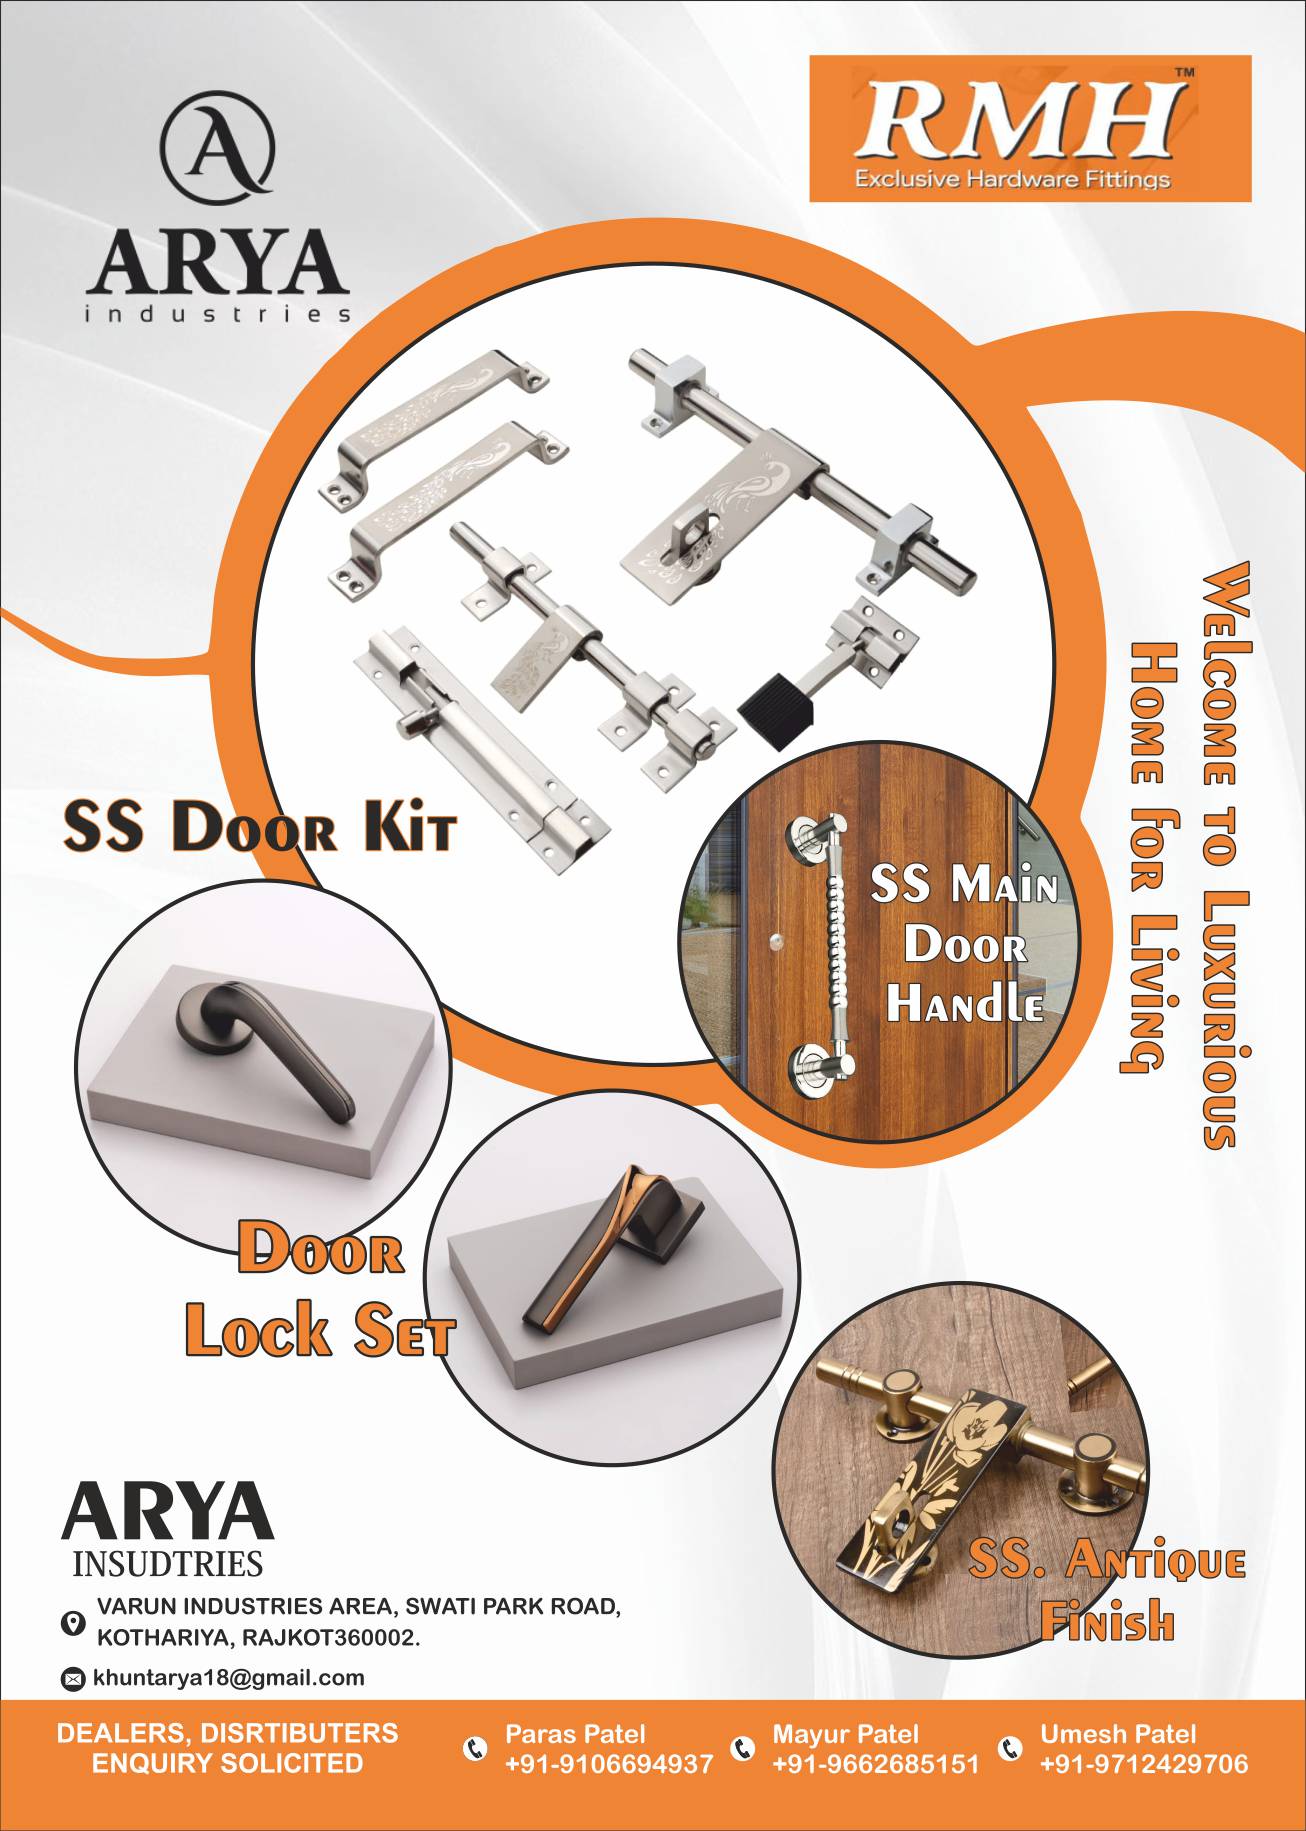 A
ARYA
industries
RMH™
Exclusive Hardware Fittings
Welcome to Luxurious
Home for Living
SS Door Kit
SS Main
Door
Handle
Door
Lock Set
SS. Antique
Finish
ARYA
INSUDTRIES
VARUN INDUSTRIES AREA, SWATI PARK ROAD,
KOTHARIYA, RAJKOT360002.
khuntarya18@gmail.com
DEALERS, DISRTIBUTERS
ENQUIRY SOLICITED
Paras Patel
+91-9106694937
Mayur Patel
+91-9662685151
Umesh Patel
+91-9712429706